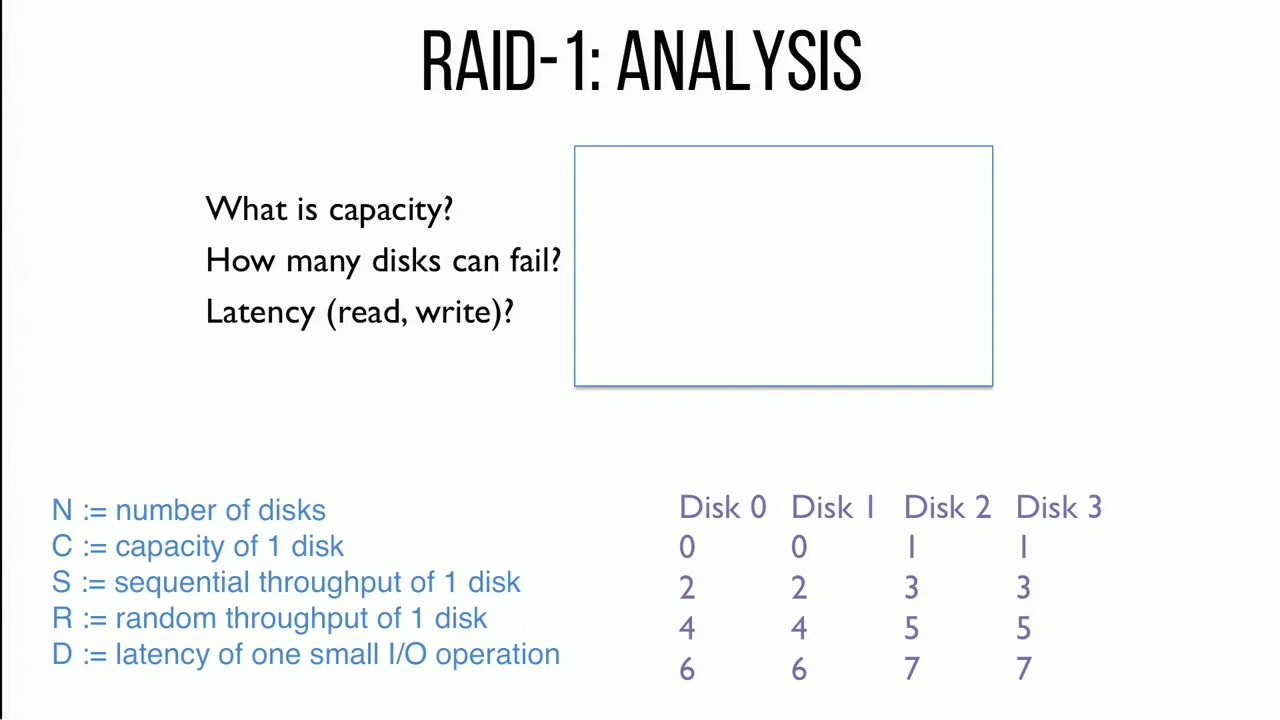 RAID-1: ANALYSIS
What is capacity?
How many disks can fail?
Latency (read, write)?
N := number of disks
C := capacity of 1 disk
S := sequential throughput of 1 disk
R := random throughput of 1 disk
D := latency of one small I/O operation
Disk 0 Disk 1 Disk 2 Disk 3
0 0 1 1
2 2 3 3
4 4 5 5
6 6 7 7